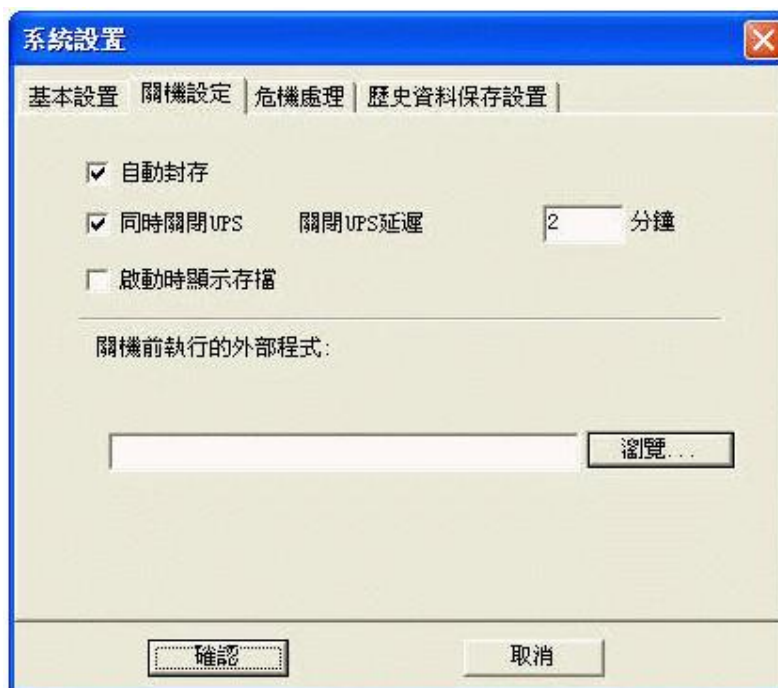 系統設置
基本設置 關機設定 危機處理 歷史資料保存設置
自動封存
同時關閉UPS 關閉UPS延遲 2 分鐘
啟動時顯示存檔
關機前執行的外部程式:
瀏覽...
確認 取消